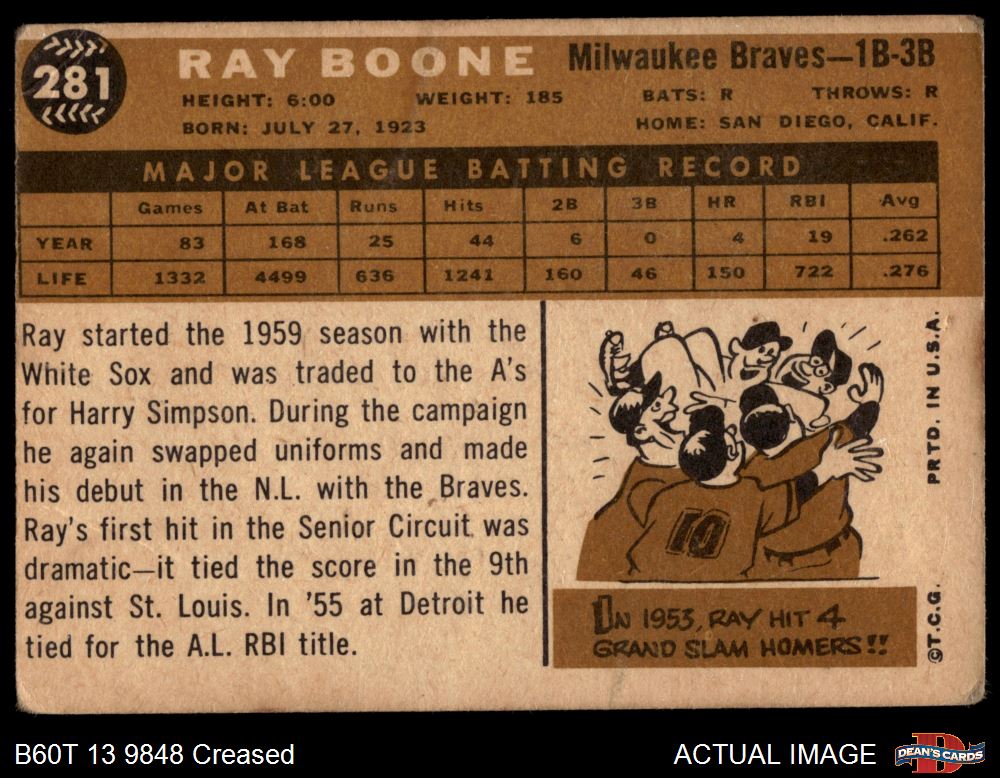 281
RAY BOONE Milwaukee Braves—1B-3B
HEIGHT: 6:00 WEIGHT: 185 BATS: R THROWS: R
BORN: JULY 27, 1923 HOME: SAN DIEGO, CALIF.
MAJOR LEAGUE BATTING RECORD
Games At Bat Runs Hits 2B 3B HR RBI Avg
YEAR 83 168 25 44 6 0 4 19 .262
LIFE 1332 4499 636 1241 160 46 150 722 .276
Ray started the 1959 season with the
White Sox and was traded to the A's
for Harry Simpson. During the campaign
he again swapped uniforms and made
his debut in the N.L. with the Braves.
Ray's first hit in the Senior Circuit was
dramatic—it tied the score in the 9th
against St. Louis. In '55 at Detroit he
tied for the A.L. RBI title.
10
IN 1953, RAY HIT 4
GRAND SLAM HOMERS!!
©T.C.G. PRTD. IN U.S.A.
B60T 13 9848 Creased ACTUAL IMAGE
DEAN'S CARDS